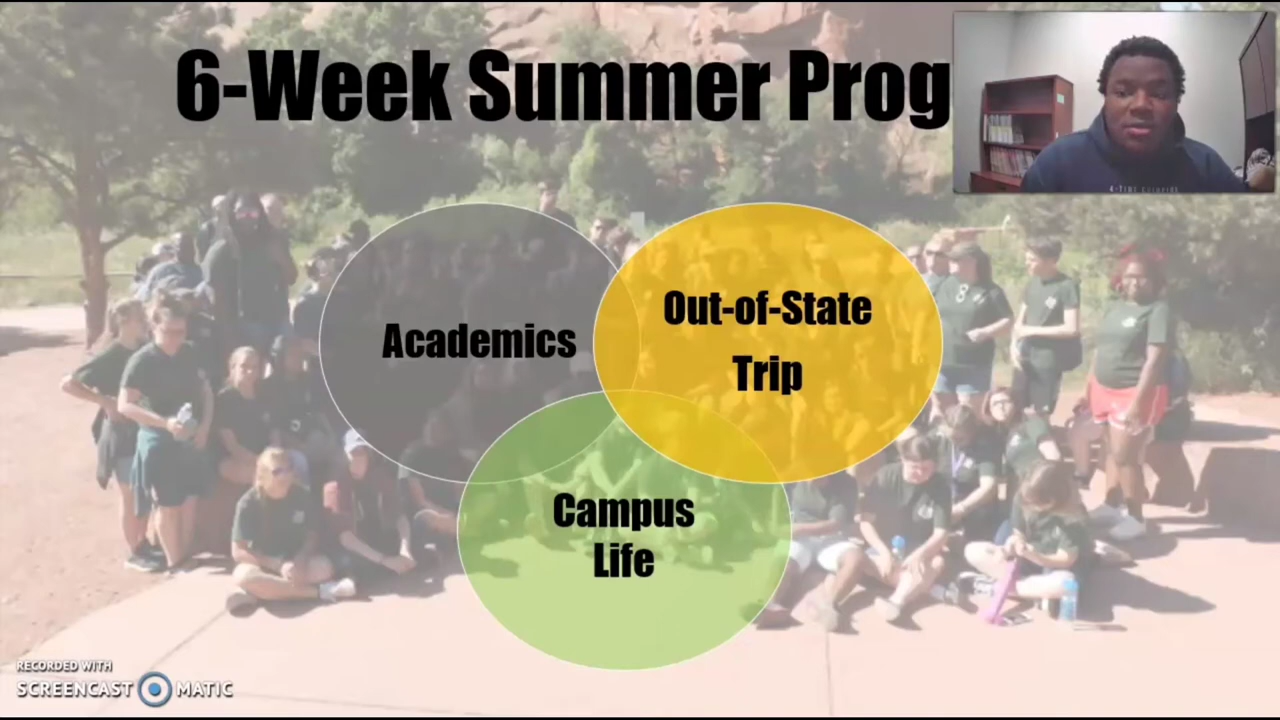 6-Week Summer Prog
Academics
Out-of-State
Trip
Campus
Life
RECORDED WITH
SCREENCAST MATIC